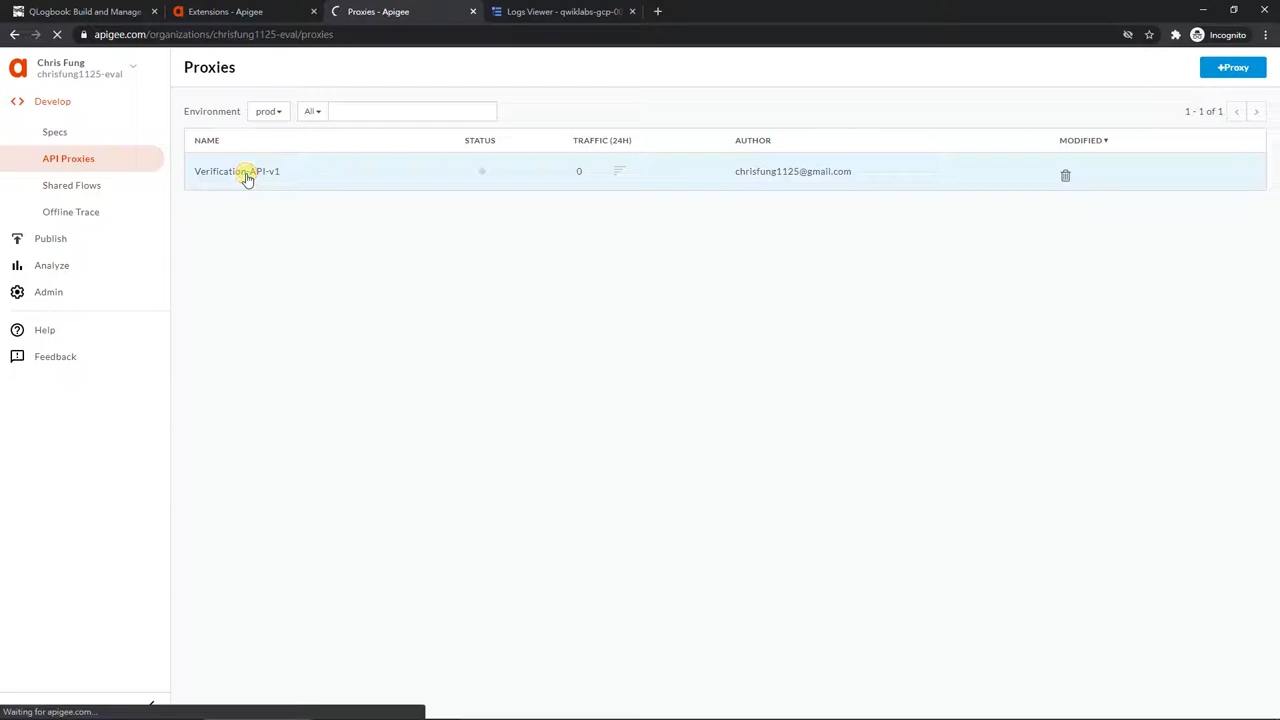 QLogbook: Build and Manage
Extensions - Apigee
Proxies - Apigee
Logs Viewer - qwiklabs-gcp-00
apigee.com/organizations/chrisfung1125-eval/proxies
Incognito
Chris Fung
chrisfung1125-eval
Develop
Specs
API Proxies
Shared Flows
Offline Trace
Publish
Analyze
Admin
Help
Feedback
Proxies
+Proxy
Environment prod All 1 - 1 of 1
NAME STATUS TRAFFIC (24H) AUTHOR MODIFIED
Verification-API-v1 0 chrisfung1125@gmail.com
Waiting for apigee.com...